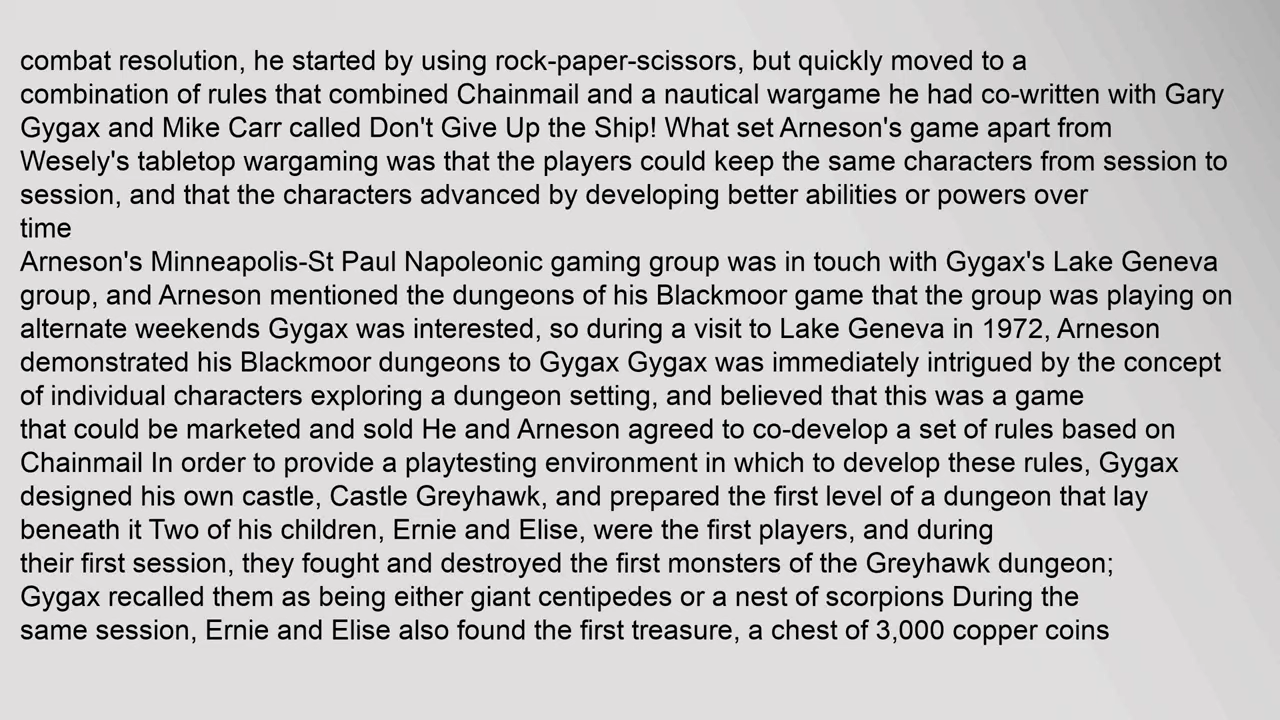 combat resolution, he started by using rock-paper-scissors, but quickly moved to a
combination of rules that combined Chainmail and a nautical wargame he had co-written with Gary
Gygax and Mike Carr called Don't Give Up the Ship! What set Arneson's game apart from
Wesely's tabletop wargaming was that the players could keep the same characters from session to
session, and that the characters advanced by developing better abilities or powers over
time
Arneson's Minneapolis-St Paul Napoleonic gaming group was in touch with Gygax's Lake Geneva
group, and Arneson mentioned the dungeons of his Blackmoor game that the group was playing on
alternate weekends Gygax was interested, so during a visit to Lake Geneva in 1972, Arneson
demonstrated his Blackmoor dungeons to Gygax Gygax was immediately intrigued by the concept
of individual characters exploring a dungeon setting, and believed that this was a game
that could be marketed and sold He and Arneson agreed to co-develop a set of rules based on
Chainmail In order to provide a playtesting environment in which to develop these rules, Gygax
designed his own castle, Castle Greyhawk, and prepared the first level of a dungeon that lay
beneath it Two of his children, Ernie and Elise, were the first players, and during
their first session, they fought and destroyed the first monsters of the Greyhawk dungeon;
Gygax recalled them as being either giant centipedes or a nest of scorpions During the
same session, Ernie and Elise also found the first treasure, a chest of 3,000 copper coins